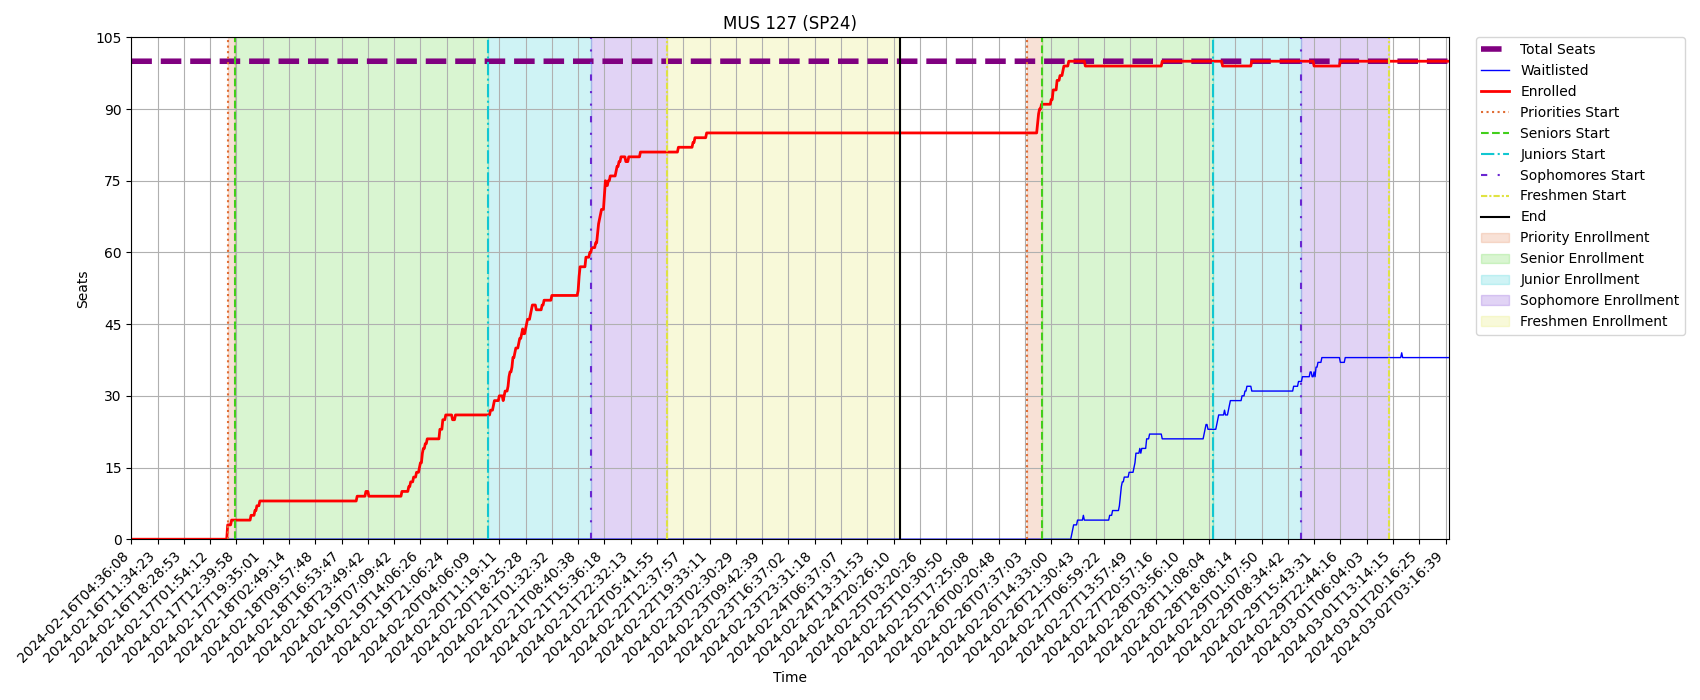 MUS 127 (SP24)
105
90
75
60
45
30
15
0
Seats
2024-02-16T04:36:08
2024-02-16T11:34:23
2024-02-16T18:28:53
2024-02-17T01:54:12
2024-02-17T12:39:58
2024-02-17T19:35:01
2024-02-18T02:49:14
2024-02-18T09:57:48
2024-02-18T16:53:47
2024-02-18T23:49:42
2024-02-19T07:09:42
2024-02-19T14:06:26
2024-02-19T21:06:24
2024-02-20T04:06:09
2024-02-20T11:19:11
2024-02-20T18:25:28
2024-02-21T01:32:32
2024-02-21T08:40:38
2024-02-21T15:36:18
2024-02-21T22:32:13
2024-02-22T05:41:55
2024-02-22T12:37:57
2024-02-22T19:33:11
2024-02-23T02:30:29
2024-02-23T09:42:39
2024-02-23T16:37:02
2024-02-23T23:31:18
2024-02-24T06:37:07
2024-02-24T13:31:53
2024-02-24T20:26:10
2024-02-25T03:20:26
2024-02-25T10:30:50
2024-02-25T17:25:08
2024-02-26T00:20:48
2024-02-26T07:37:03
2024-02-26T14:33:00
2024-02-26T21:30:43
2024-02-27T06:59:22
2024-02-27T13:57:49
2024-02-27T20:57:16
2024-02-28T03:56:10
2024-02-28T11:08:04
2024-02-28T18:08:14
2024-02-29T01:07:50
2024-02-29T08:34:42
2024-02-29T15:43:31
2024-02-29T22:44:16
2024-03-01T06:04:03
2024-03-01T13:14:15
2024-03-01T20:16:25
2024-03-02T03:16:39
Time
Total Seats
Waitlisted
Enrolled
Priorities Start
Seniors Start
Juniors Start
Sophomores Start
Freshmen Start
End
Priority Enrollment
Senior Enrollment
Junior Enrollment
Sophomore Enrollment
Freshmen Enrollment